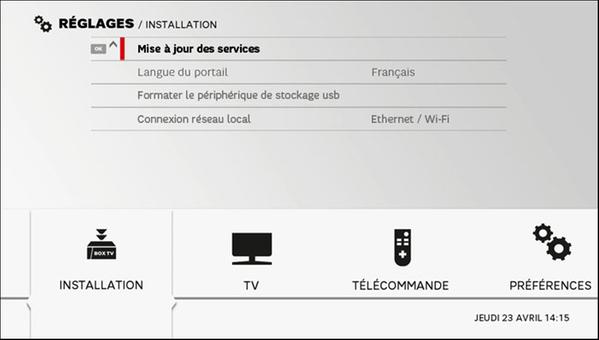 RÉGLAGES / INSTALLATION
OK Mise à jour des services
Langue du portail Français
Formater le périphérique de stockage usb
Connexion réseau local Ethernet / Wi-Fi
BOX TV
INSTALLATION TV TÉLÉCOMMANDE PRÉFÉRENCES
JEUDI 23 AVRIL 14:15